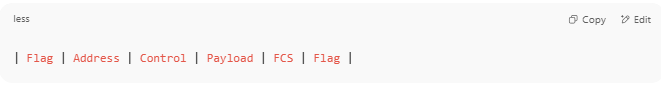 less
Copy Edit
| Flag | Address | Control | Payload | FCS | Flag |